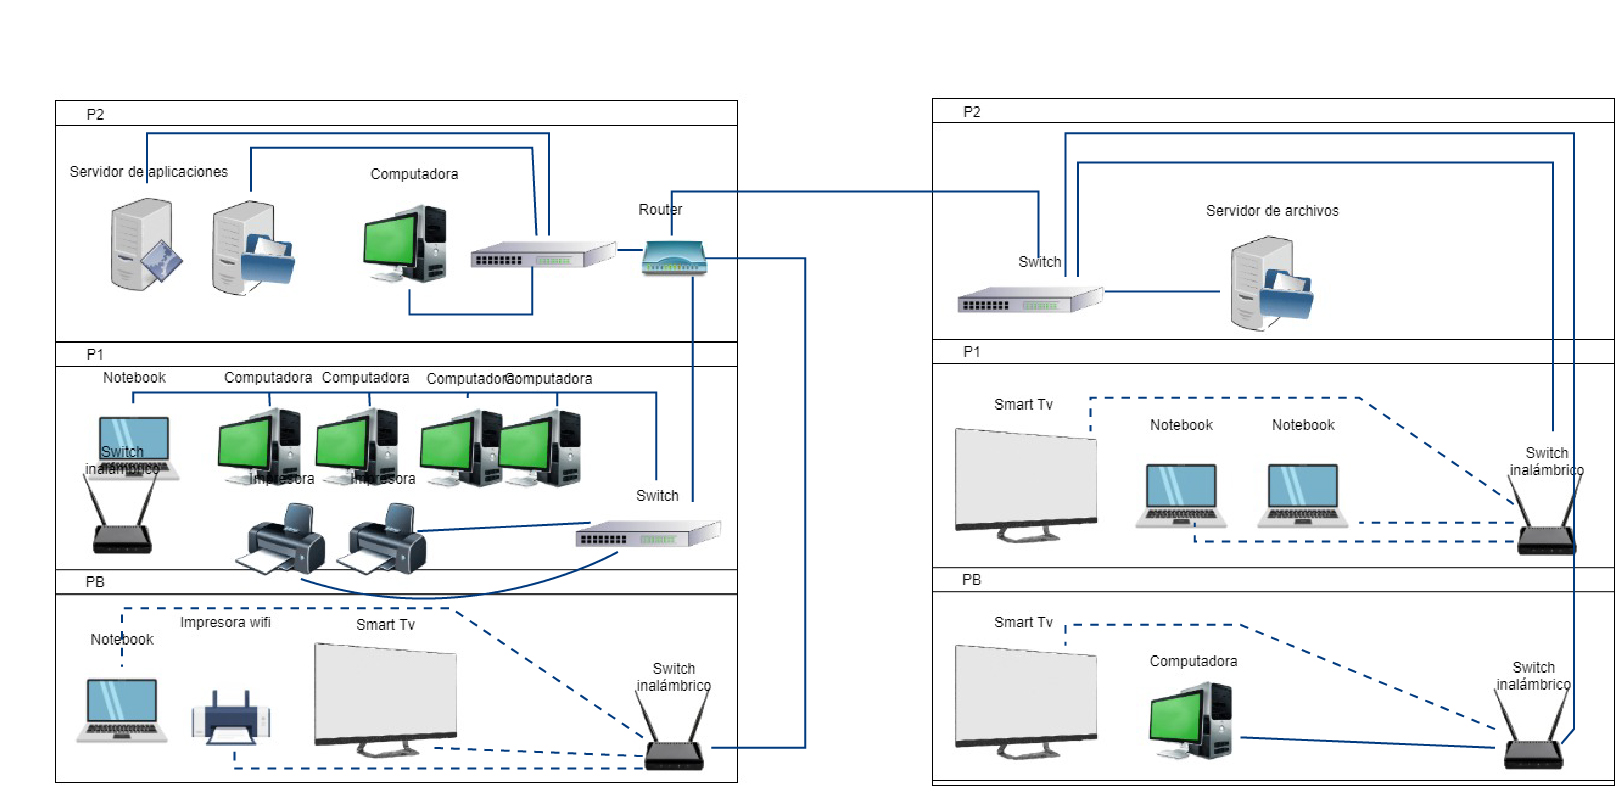 P2
Servidor de aplicaciones
Computadora
Router
P1
Notebook
Computadora
Computadora
Computadora
Computadora
Switch
inalámbrico
Impresora
Impresora
Switch
PB
Notebook
Impresora wifi
Smart Tv
Switch
inalámbrico
P2
Servidor de archivos
Switch
P1
Smart Tv
Notebook
Notebook
Switch
inalámbrico
PB
Smart Tv
Computadora
Switch
inalámbrico